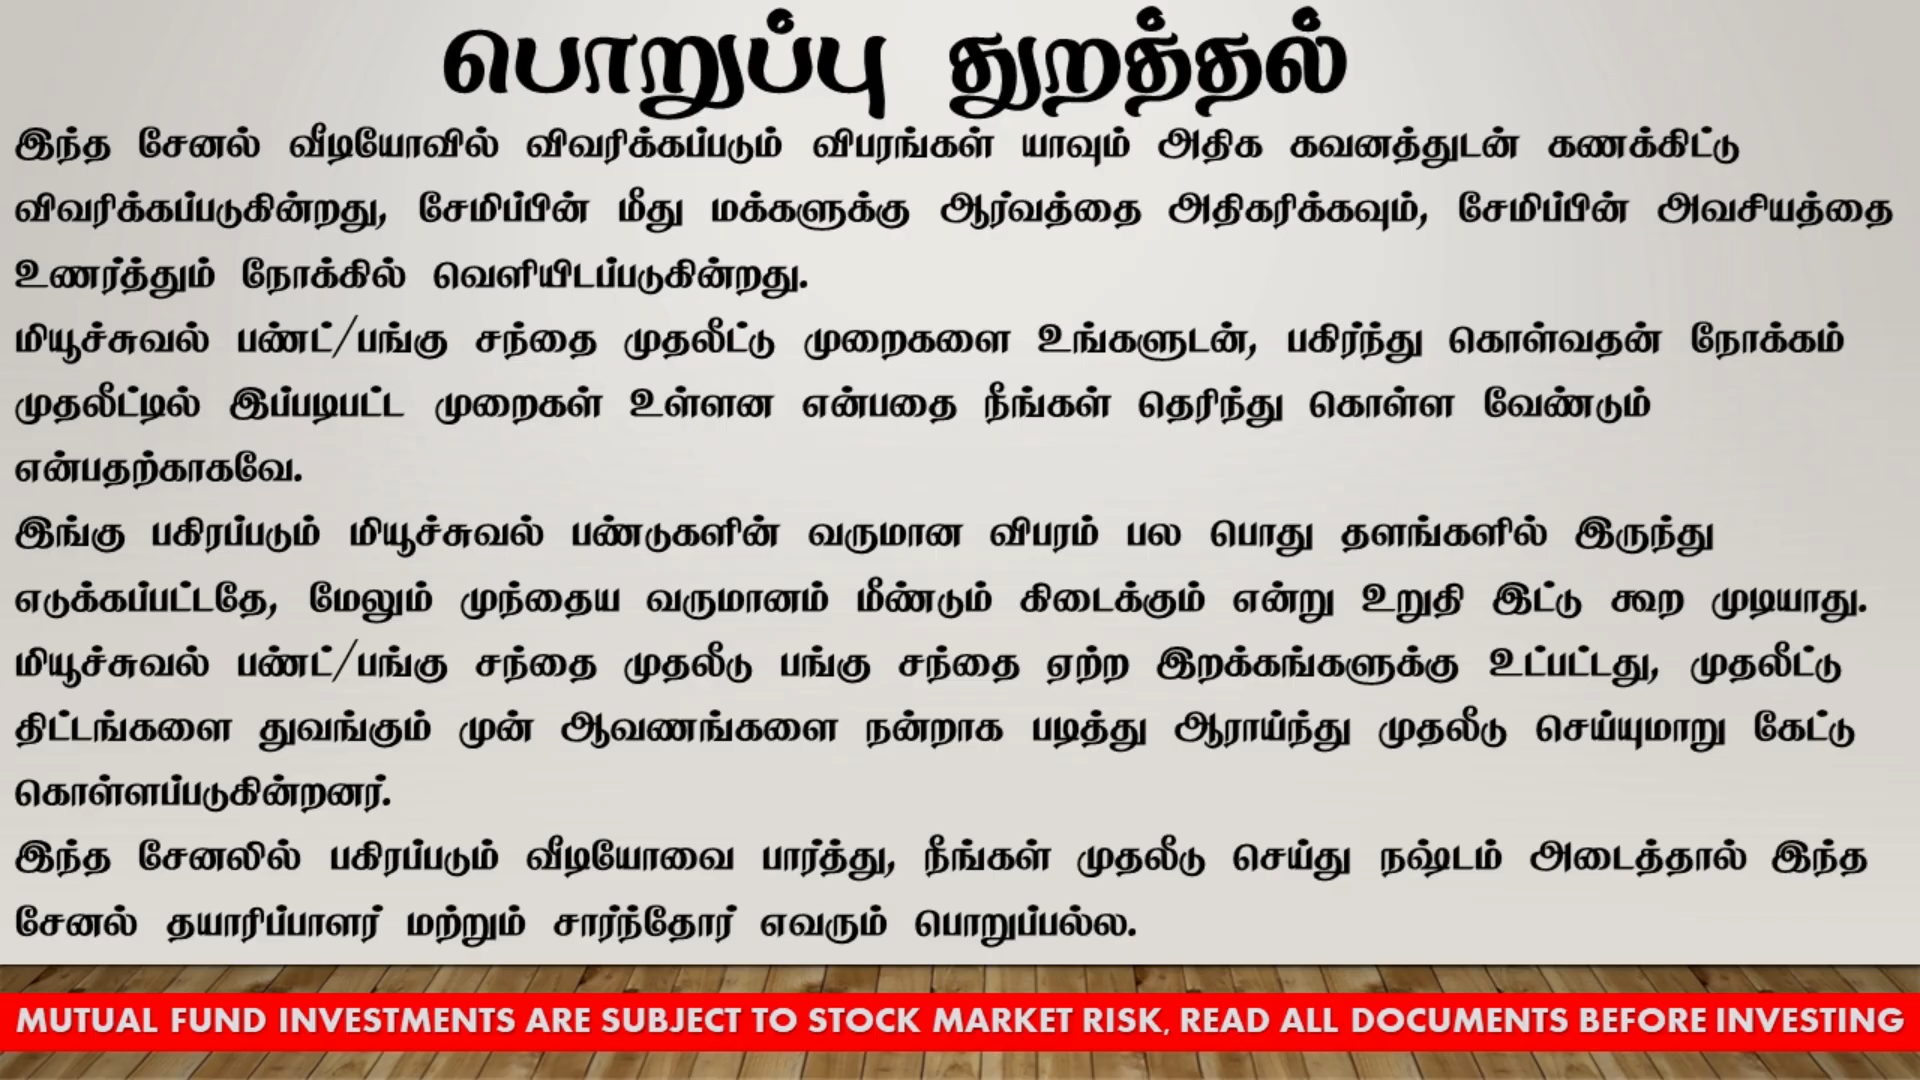 பொறுப்பு துறத்தல்
இந்த சேனல் வீடியோவில் விவரிக்கப்படும் விபரங்கள் யாவும் அதிக கவனத்துடன் கணக்கிட்டு
விவரிக்கப்படுகின்றது, சேமிப்பின் மீது மக்களுக்கு ஆர்வத்தை அதிகரிக்கவும், சேமிப்பின் அவசியத்தை
உணர்த்தும் நோக்கில் வெளியிடப்படுகின்றது.
மியூச்சுவல் பண்ட்/பங்கு சந்தை முதலீட்டு முறைகளை உங்களுடன், பகிர்ந்து கொள்வதன் நோக்கம்
முதலீட்டில் இப்படிபட்ட முறைகள் உள்ளன என்பதை நீங்கள் தெரிந்து கொள்ள வேண்டும்
என்பதற்காகவே.
இங்கு பகிரப்படும் மியூச்சுவல் பண்டுகளின் வருமான விபரம் பல பொது தளங்களில் இருந்து
எடுக்கப்பட்டதே, மேலும் முந்தைய வருமானம் மீண்டும் கிடைக்கும் என்று உறுதி இட்டு கூற முடியாது.
மியூச்சுவல் பண்ட்/பங்கு சந்தை முதலீடு பங்கு சந்தை ஏற்ற இறக்கங்களுக்கு உட்பட்டது, முதலீட்டு
திட்டங்களை துவங்கும் முன் ஆவணங்களை நன்றாக படித்து ஆராய்ந்து முதலீடு செய்யுமாறு கேட்டு
கொள்ளப்படுகின்றனர்.
இந்த சேனலில் பகிரப்படும் வீடியோவை பார்த்து, நீங்கள் முதலீடு செய்து நஷ்டம் அடைத்தால் இந்த
சேனல் தயாரிப்பாளர் மற்றும் சார்ந்தோர் எவரும் பொறுப்பல்ல.
MUTUAL FUND INVESTMENTS ARE SUBJECT TO STOCK MARKET RISK, READ ALL DOCUMENTS BEFORE INVESTING